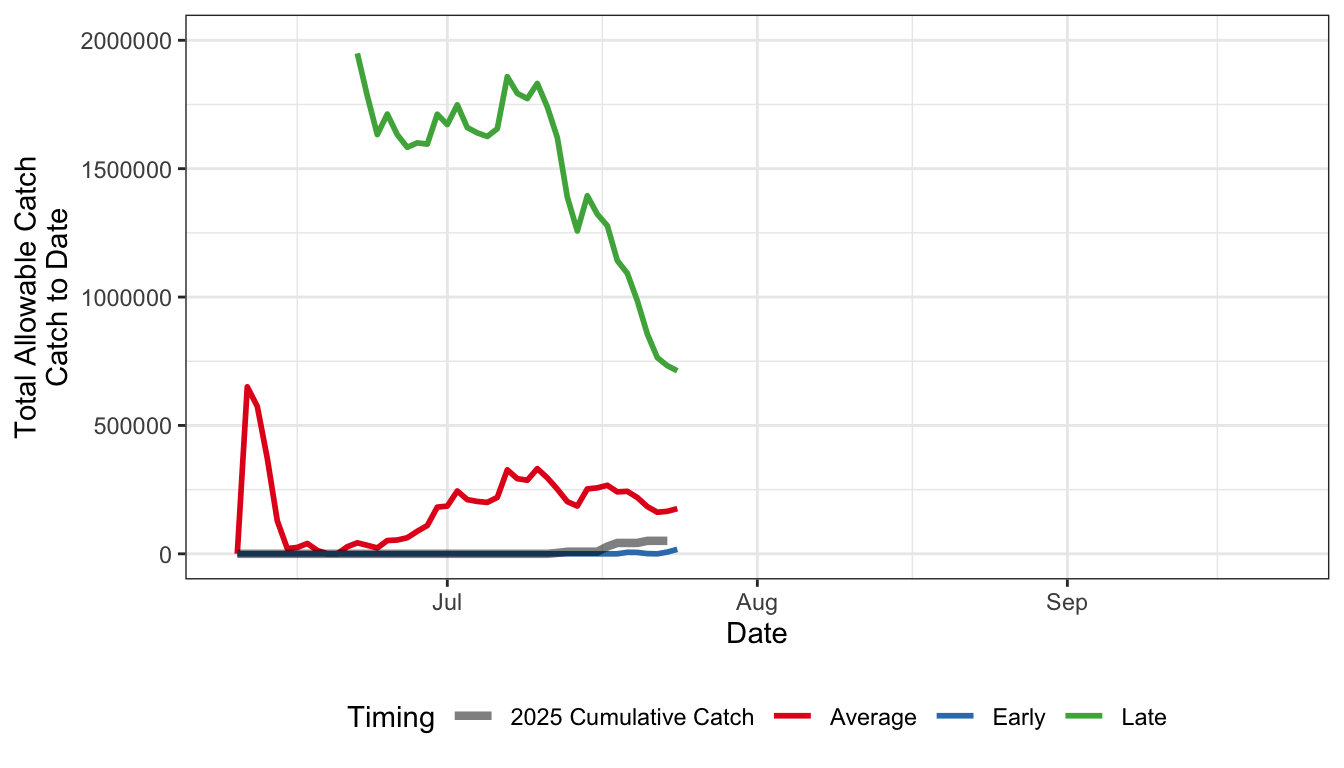 Total Allowable Catch
Catch to Date
2000000
1500000
1000000
500000
0
Jul Aug Sep
Date
Timing 2025 Cumulative Catch Average Early Late